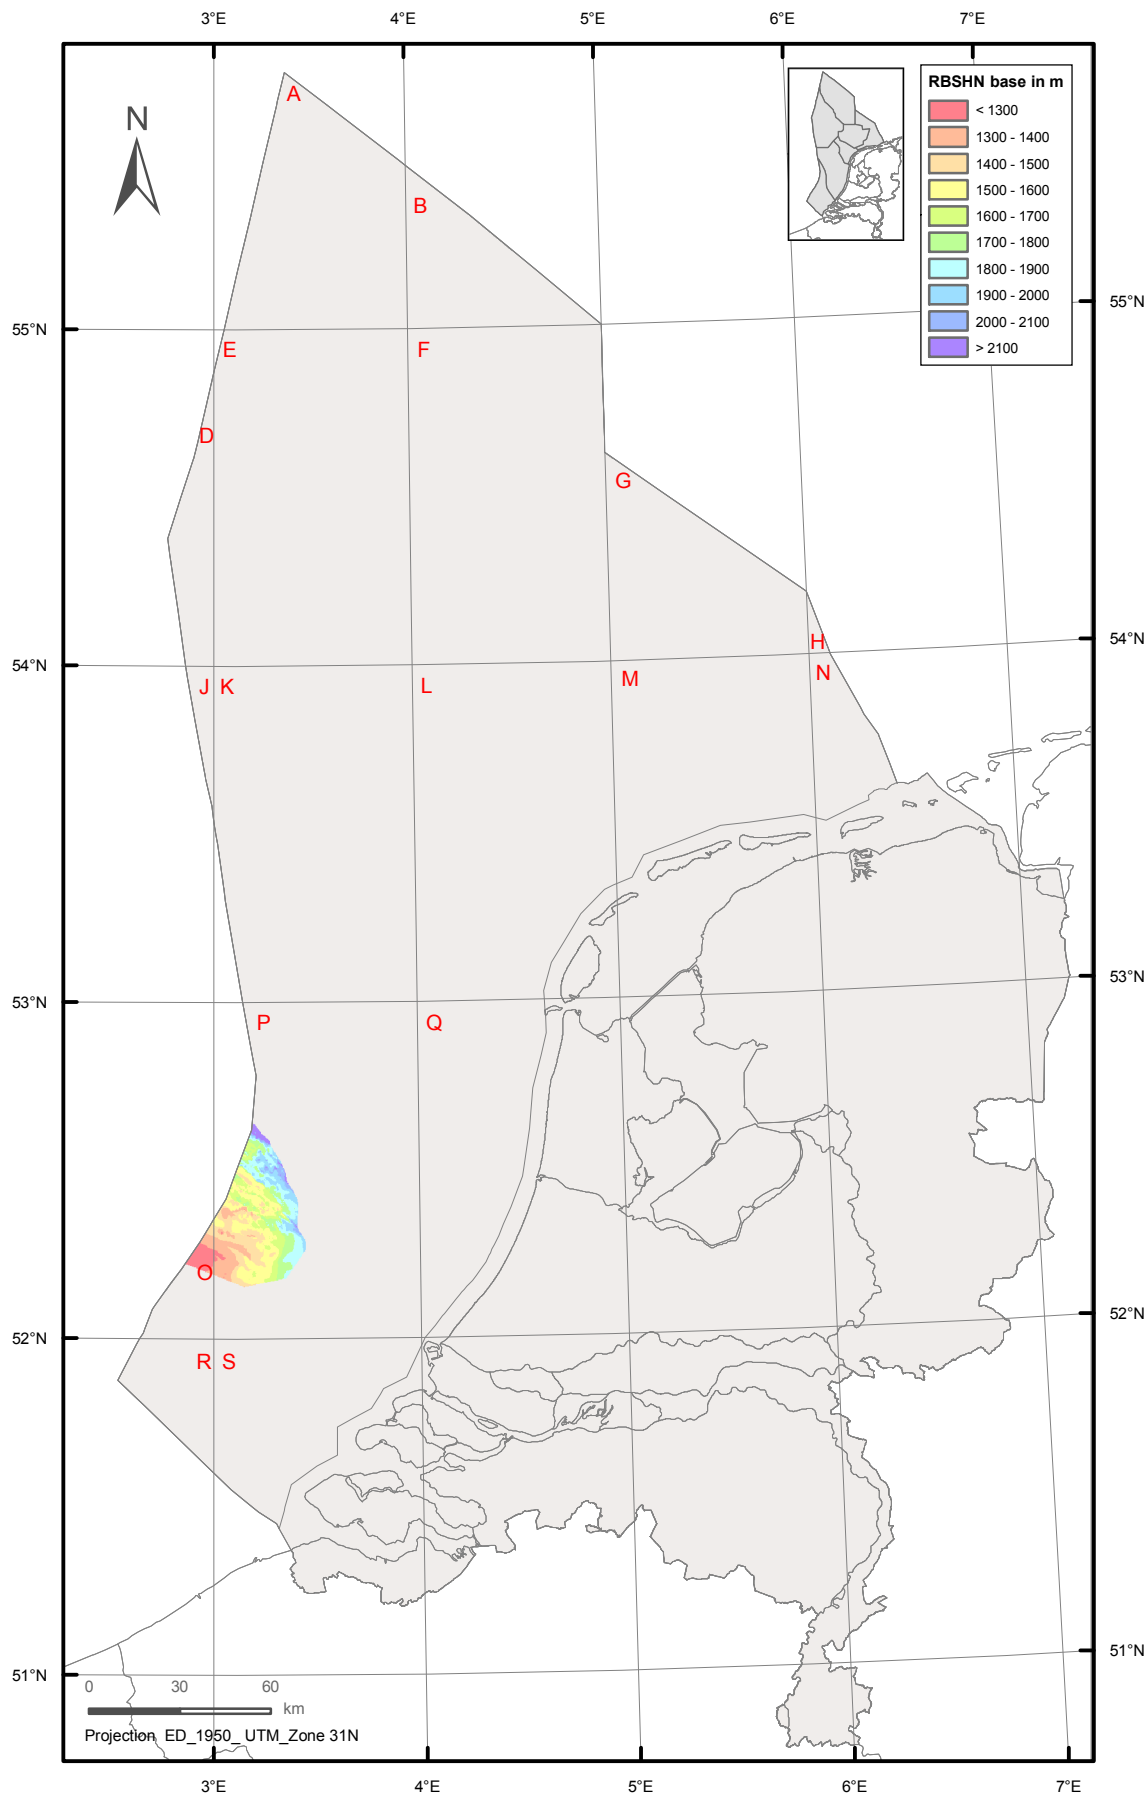 3°E 4°E 5°E 6°E 7°E
RBSHN base in m
< 1300
1300 - 1400
1400 - 1500
1500 - 1600
1600 - 1700
1700 - 1800
1800 - 1900
1900 - 2000
2000 - 2100
> 2100
N
A
B
55°N 55°N
E F
D
G
H
54°N 54°N
J K L M N
53°N 53°N
P Q
O
52°N 52°N
R S
51°N 51°N
0 30 60
km
Projection ED_1950_ UTM_Zone 31N
3°E 4°E 5°E 6°E 7°E